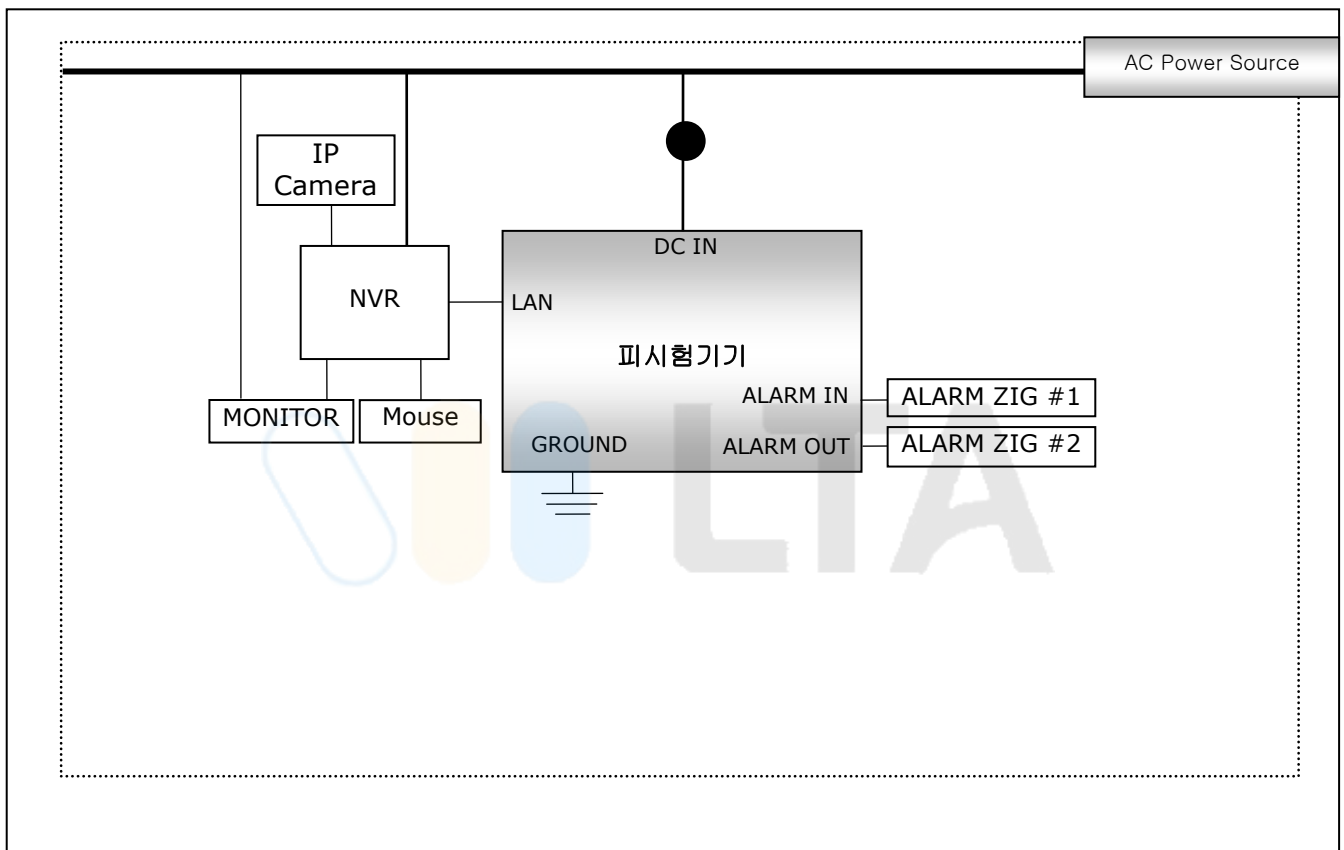 AC Power Source
IP
Camera
DC IN
NVR
LAN
피시험기기
ALARM IN
ALARM ZIG #1
MONITOR
Mouse
GROUND
ALARM OUT
ALARM ZIG #2
LTA